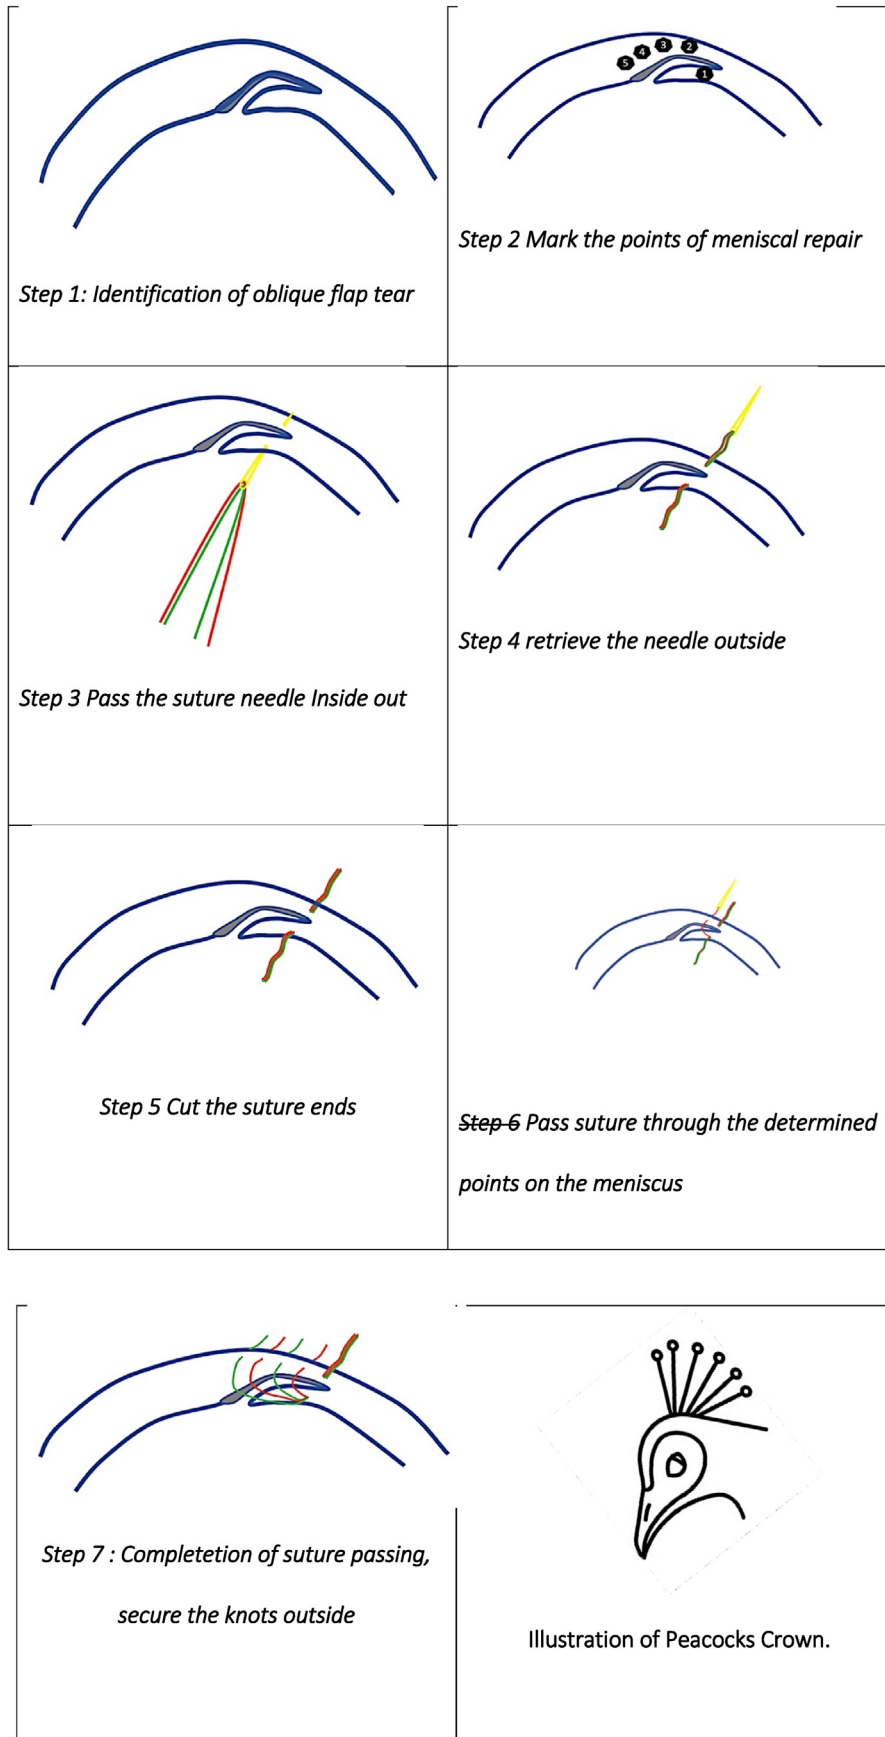 5
4
3
2
1
Step 1: Identification of oblique flap tear
Step 2 Mark the points of meniscal repair
Step 3 Pass the suture needle Inside out
Step 4 retrieve the needle outside
Step 5 Cut the suture ends
Step 6 Pass suture through the determined
points on the meniscus
Step 7 : Completetion of suture passing,
secure the knots outside
Illustration of Peacocks Crown.